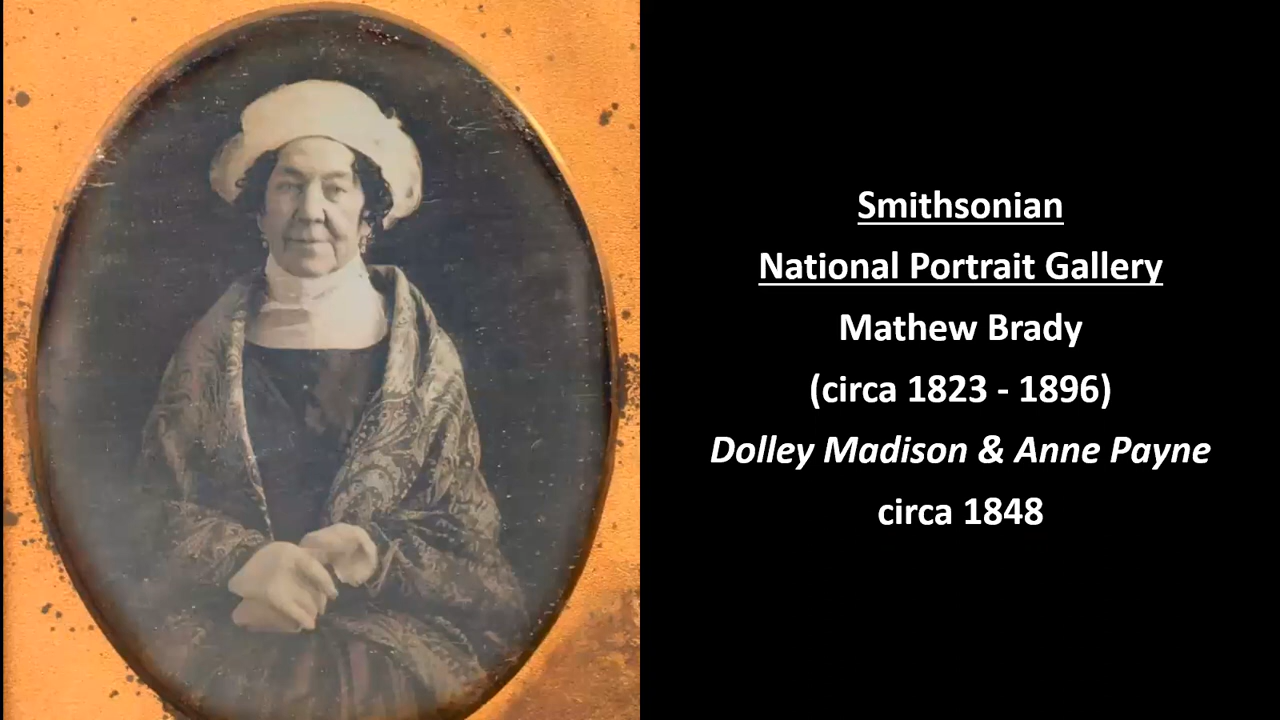 Smithsonian
National Portrait Gallery
Mathew Brady
(circa 1823 - 1896)
Dolley Madison & Anne Payne
circa 1848